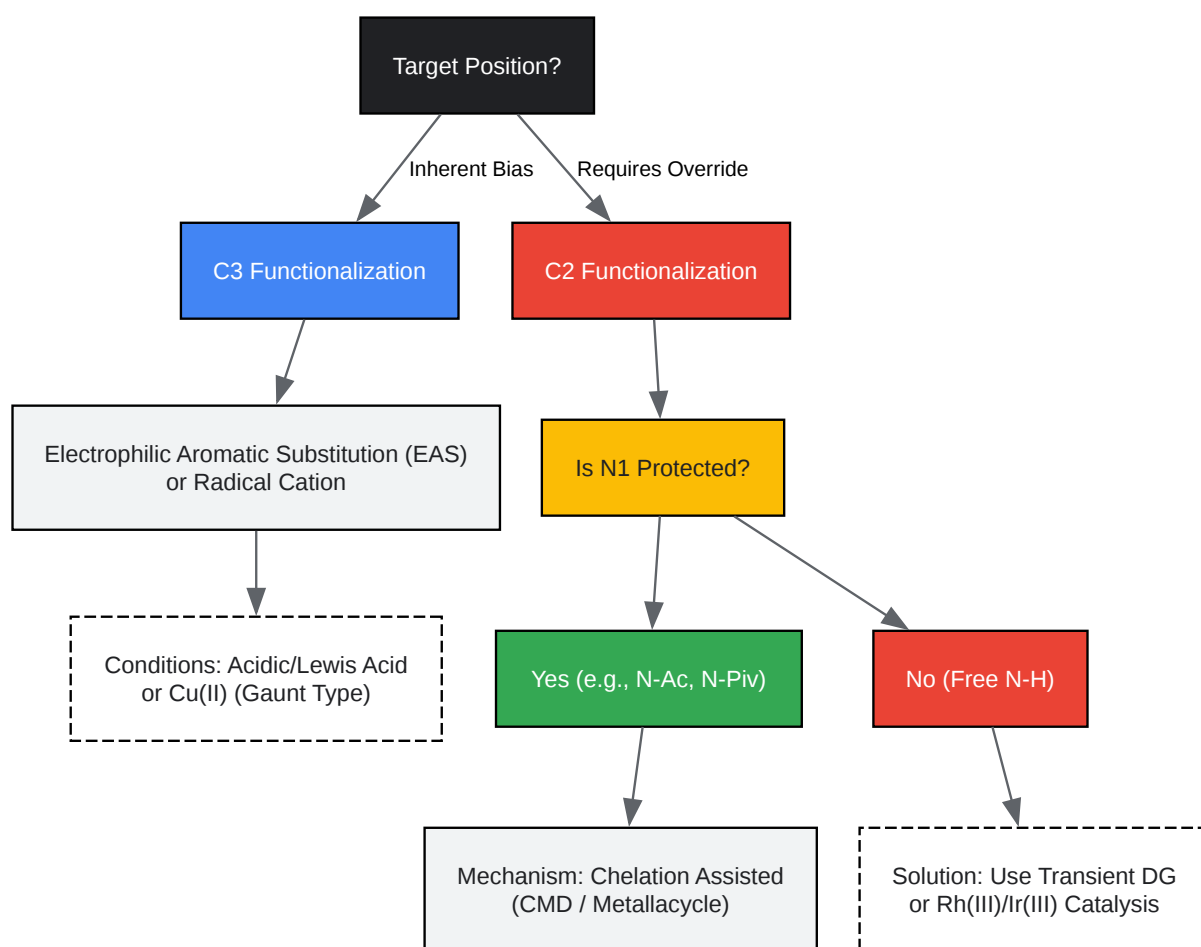 Target Position?
Inherent Bias
Requires Override
C3 Functionalization
C2 Functionalization
Electrophilic Aromatic Substitution (EAS)
or Radical Cation
Is N1 Protected?
Conditions: Acidic/Lewis Acid
or Cu(II) (Gaunt Type)
Yes (e.g., N-Ac, N-Piv)
No (Free N-H)
Mechanism: Chelation Assisted
(CMD / Metallacycle)
Solution: Use Transient DG
or Rh(III)/Ir(III) Catalysis